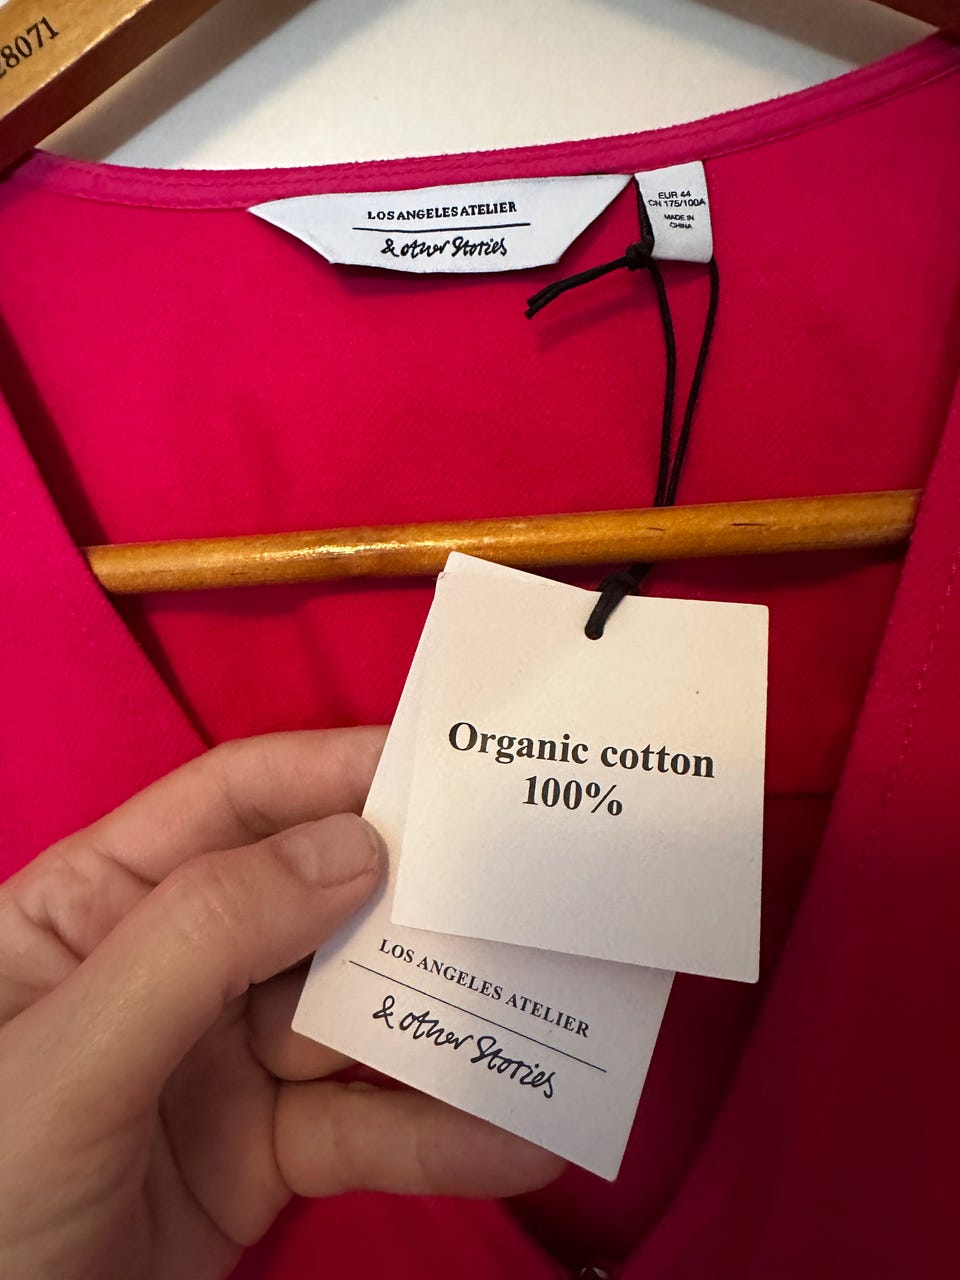 28071
LOS ANGELES ATELIER
& other Stories
EUR 44
CN 175/100A
MADE IN
CHINA
Organic cotton
100%
LOS ANGELES ATELIER
& other Stories